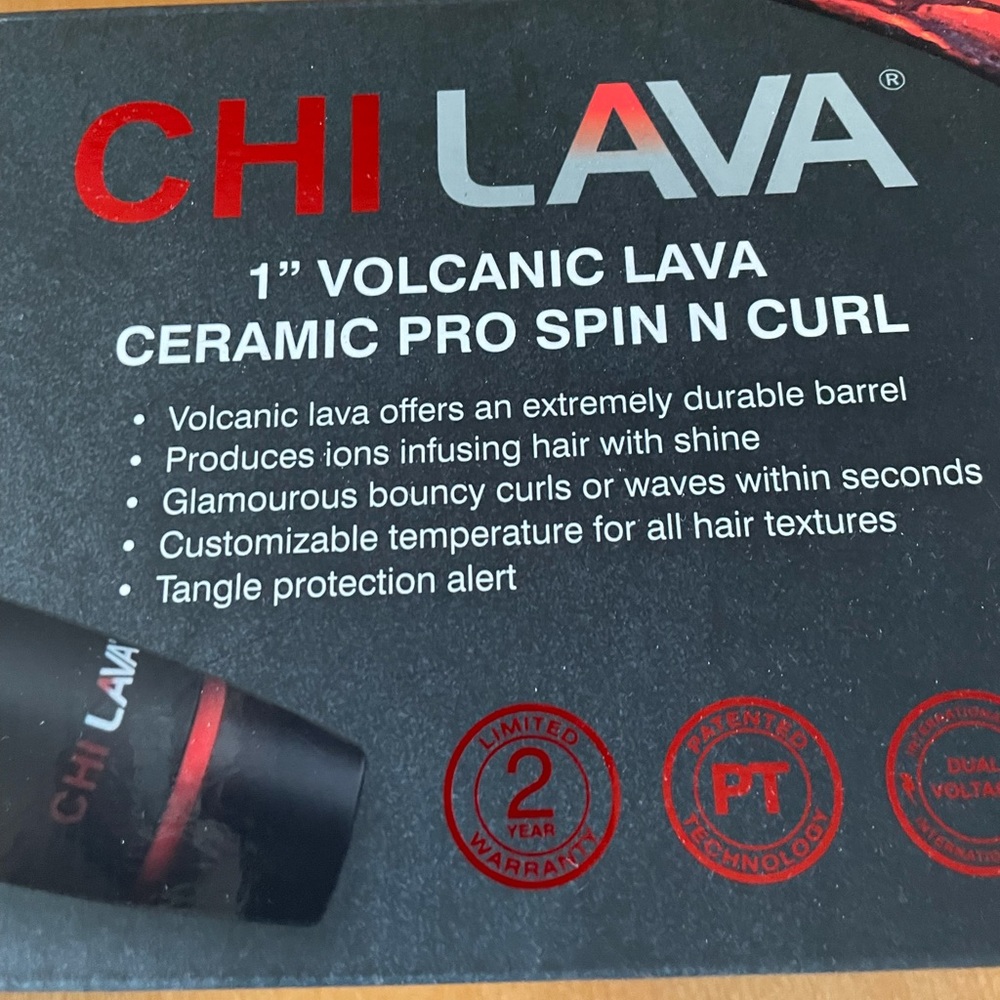 CHI LAVA®
1” VOLCANIC LAVA
CERAMIC PRO SPIN N CURL
• Volcanic lava offers an extremely durable barrel
• Produces ions infusing hair with shine
• Glamourous bouncy curls or waves within seconds
• Customizable temperature for all hair textures
• Tangle protection alert
CHI LAVA
LIMITED
2
YEAR
WARRANTY
PATENTED
PT
TECHNOLOGY
DUAL